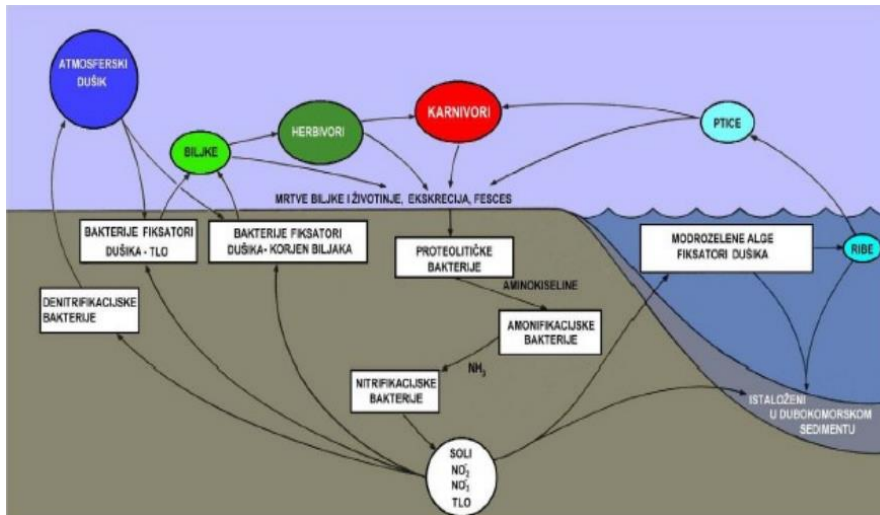 ATMOSFERSKI
DUŠIK
BILJKE
HERBIVORI
KARNIVORI
PTICE
MRTVE BILJKE I ŽIVOTINJE, EKSKRECIJA, FESCES
BAKTERIJE FIKSATORI
DUŠIKA - TLO
BAKTERIJE FIKSATORI
DUŠIKA- KORJEN BILJAKA
PROTEOLITIČKE
BAKTERIJE
MODROZELENE ALGE
FIKSATORI DUŠIKA
RIBE
AMINOKISELINE
DENITRIFIKACIJSKE
BAKTERIJE
AMONIFIKACIJSKE
BAKTERIJE
NH₃
NITRIFIKACIJSKE
BAKTERIJE
ISTALOŽENI
U DUBOKOMORSKOM
SEDIMENTU
SOLI
NO₂⁻
NO₃⁻
TLO